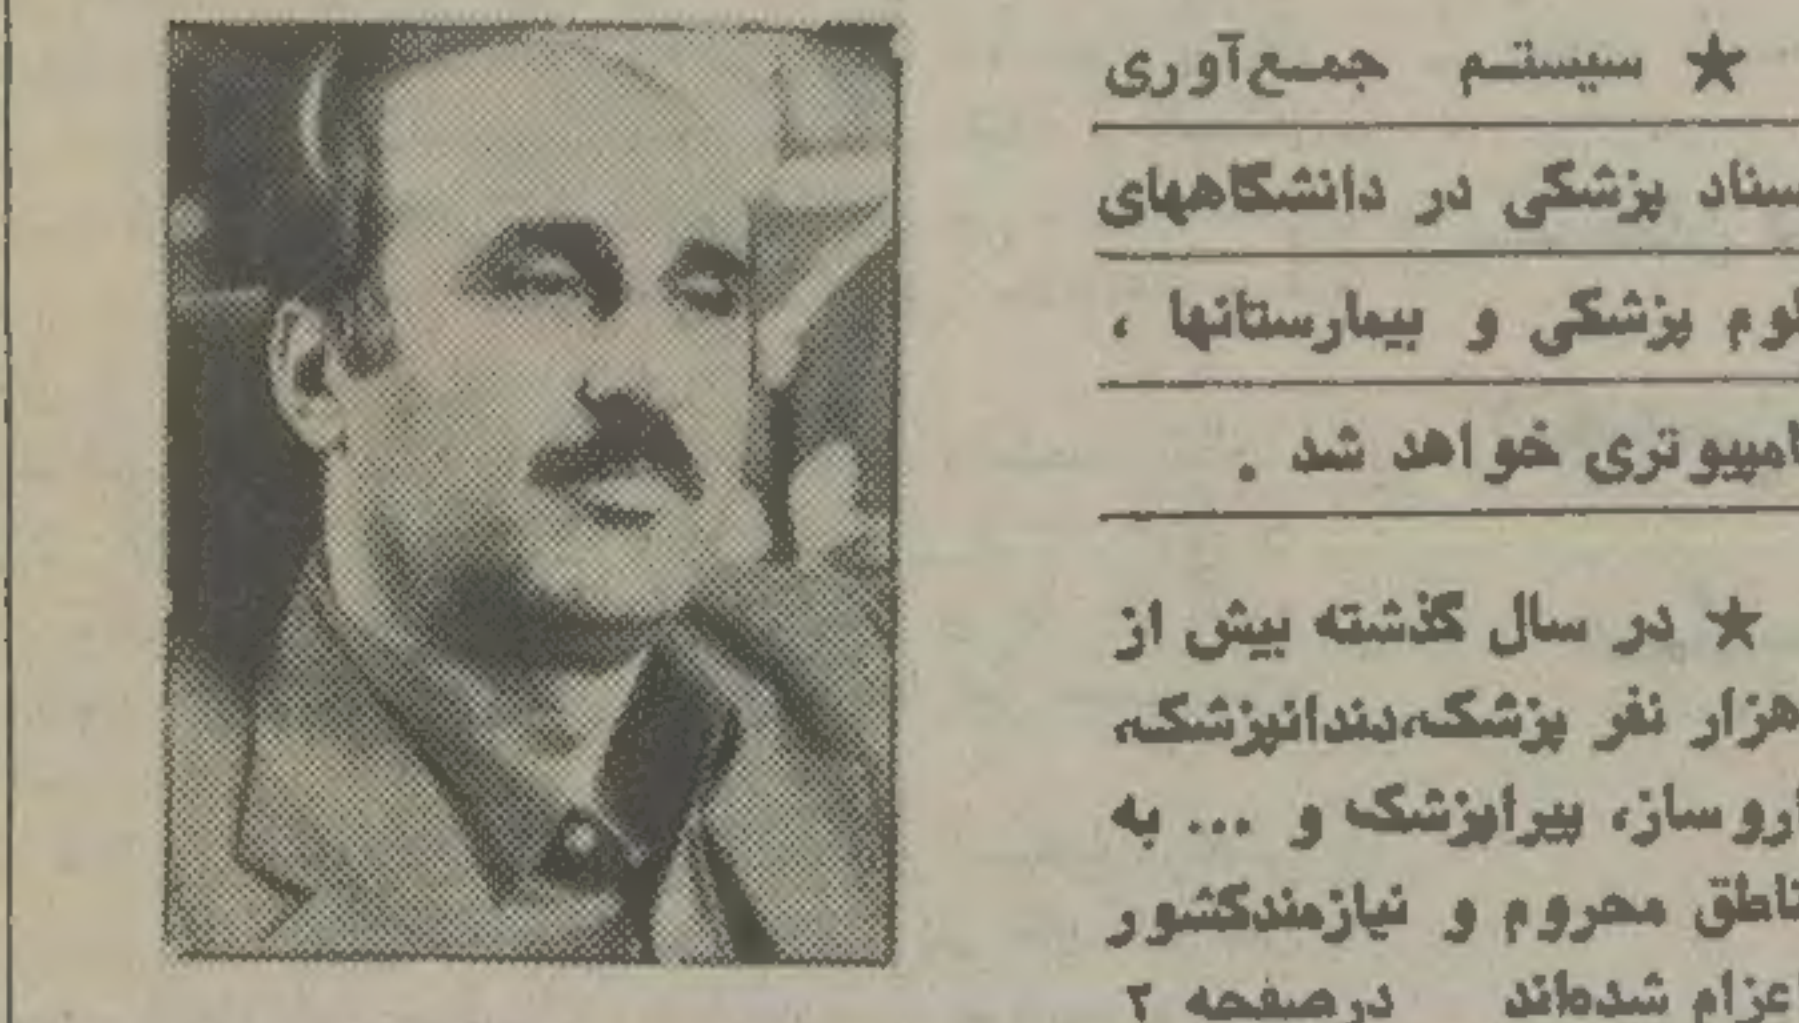 ★ سیستم جمع‌آوری
سناد پزشکی در دانشگاههای
لوم پزشکی و بیمارستانها ،
امپیوتری خواهد شد .
★ در سال گذشته بیش از
هزار نفر پزشک،دندانپزشک،
اروساز، پیراپزشک و ... به
ناطق محروم و نیازمندکشور
اعزام شده‌اند درصفحه ۲